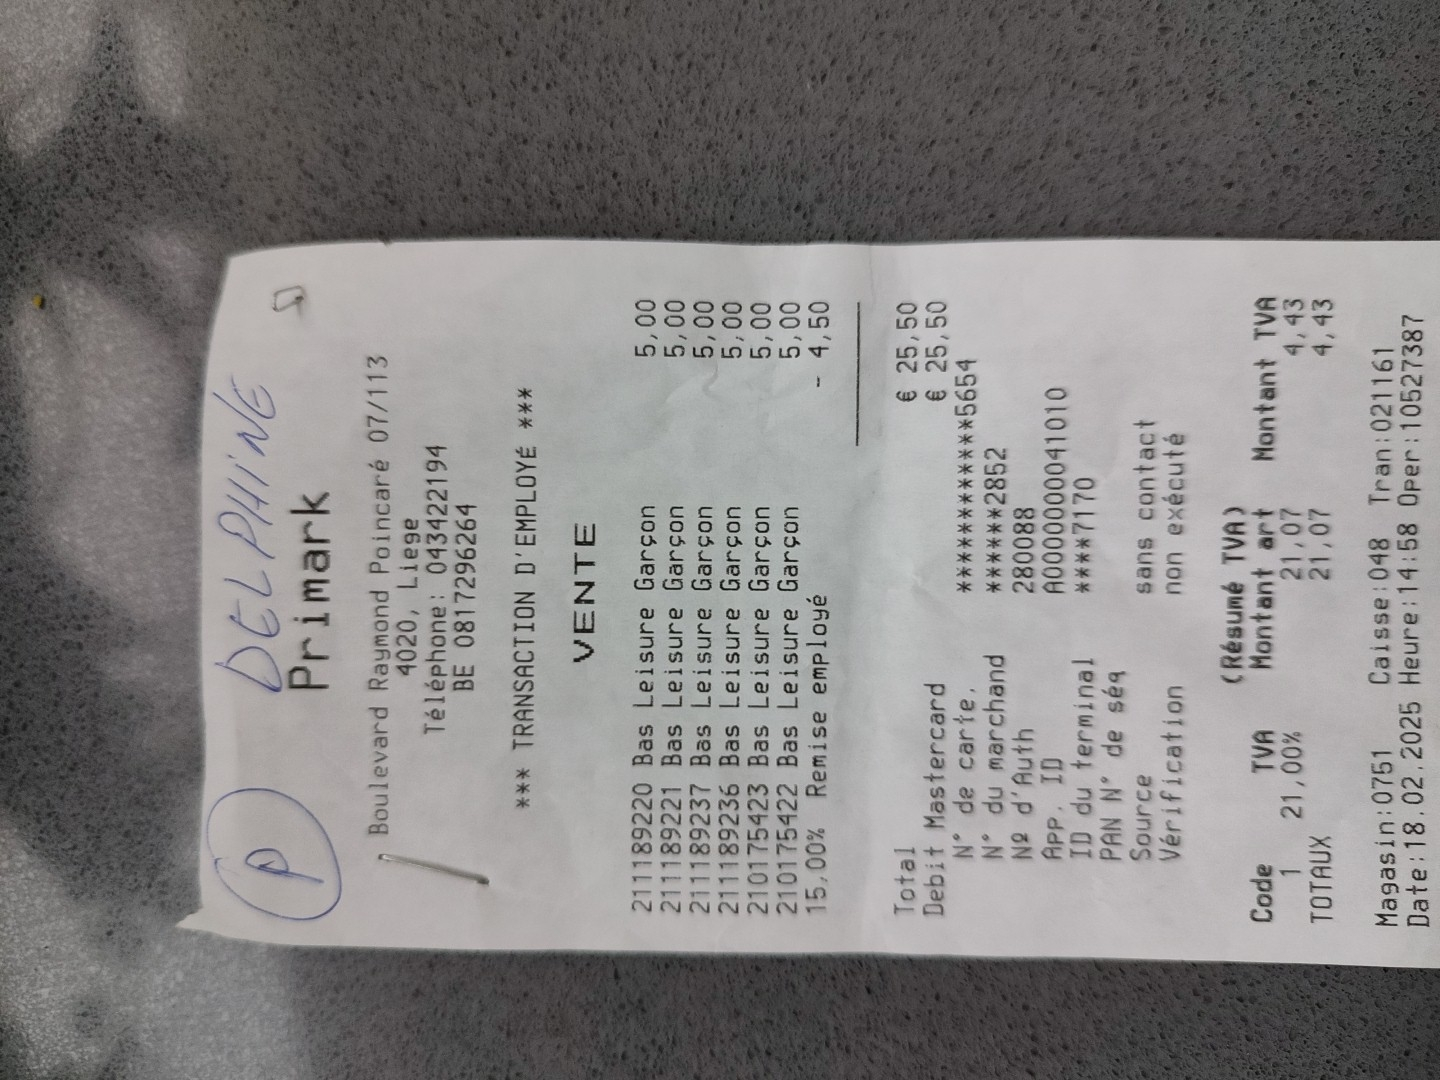 P DELPHINE
Primark
Boulevard Raymond Poincaré 07/113
4020, Liege
Téléphone: 043422194
BE 0817296264
*** TRANSACTION D'EMPLOYÉ ***
VENTE
211189220 Bas Leisure Garçon 5,00
211189221 Bas Leisure Garçon 5,00
211189237 Bas Leisure Garçon 5,00
211189236 Bas Leisure Garçon 5,00
210175423 Bas Leisure Garçon 5,00
210175422 Bas Leisure Garçon 5,00
15,00% Remise employé - 4,50
Total € 25,50
Debit Mastercard € 25,50
N° de carte. ************5654
N° du marchand ******2852
Nº d'Auth 280088
App. ID A0000000041010
ID du terminal ****7170
PAN N° de séq
Source sans contact
Vérification non exécuté
(Résumé TVA)
Code TVA Montant art Montant TVA
1 21,00% 21,07 4,43
TOTAUX 21,07 4,43
Magasin:0751 Caisse:048 Tran:021161
Date:18.02.2025 Heure:14:58 Oper:10527387